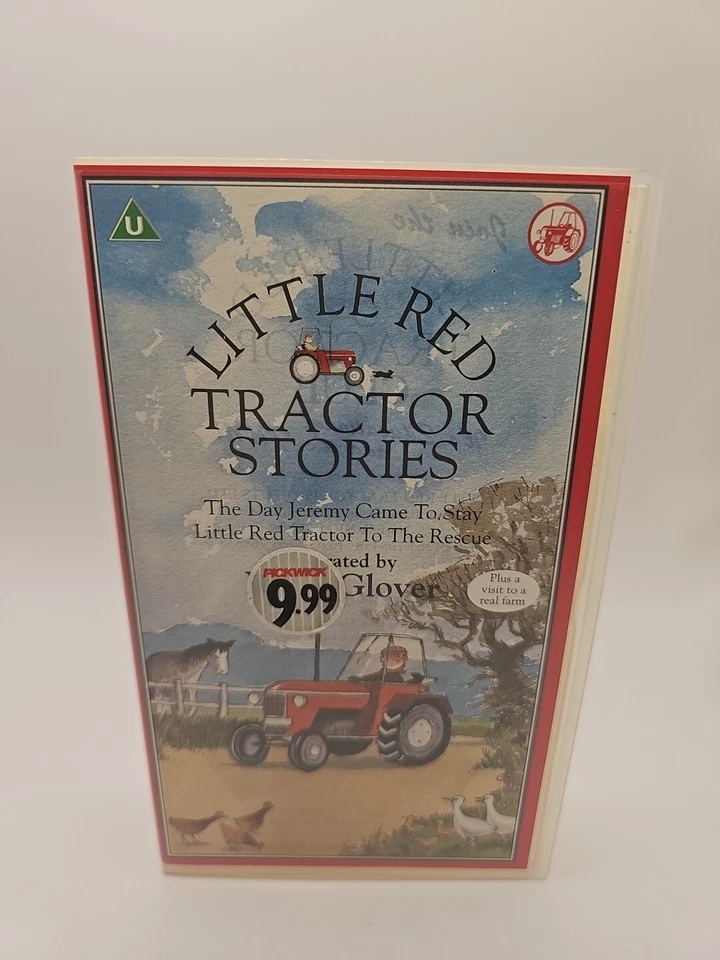 U
LITTLE RED
TRACTOR
STORIES
The Day Jeremy Came To Stay
Little Red Tractor To The Rescue
rated by
Glover
PICKWICK
9.99
Plus a
visit to a
real farm